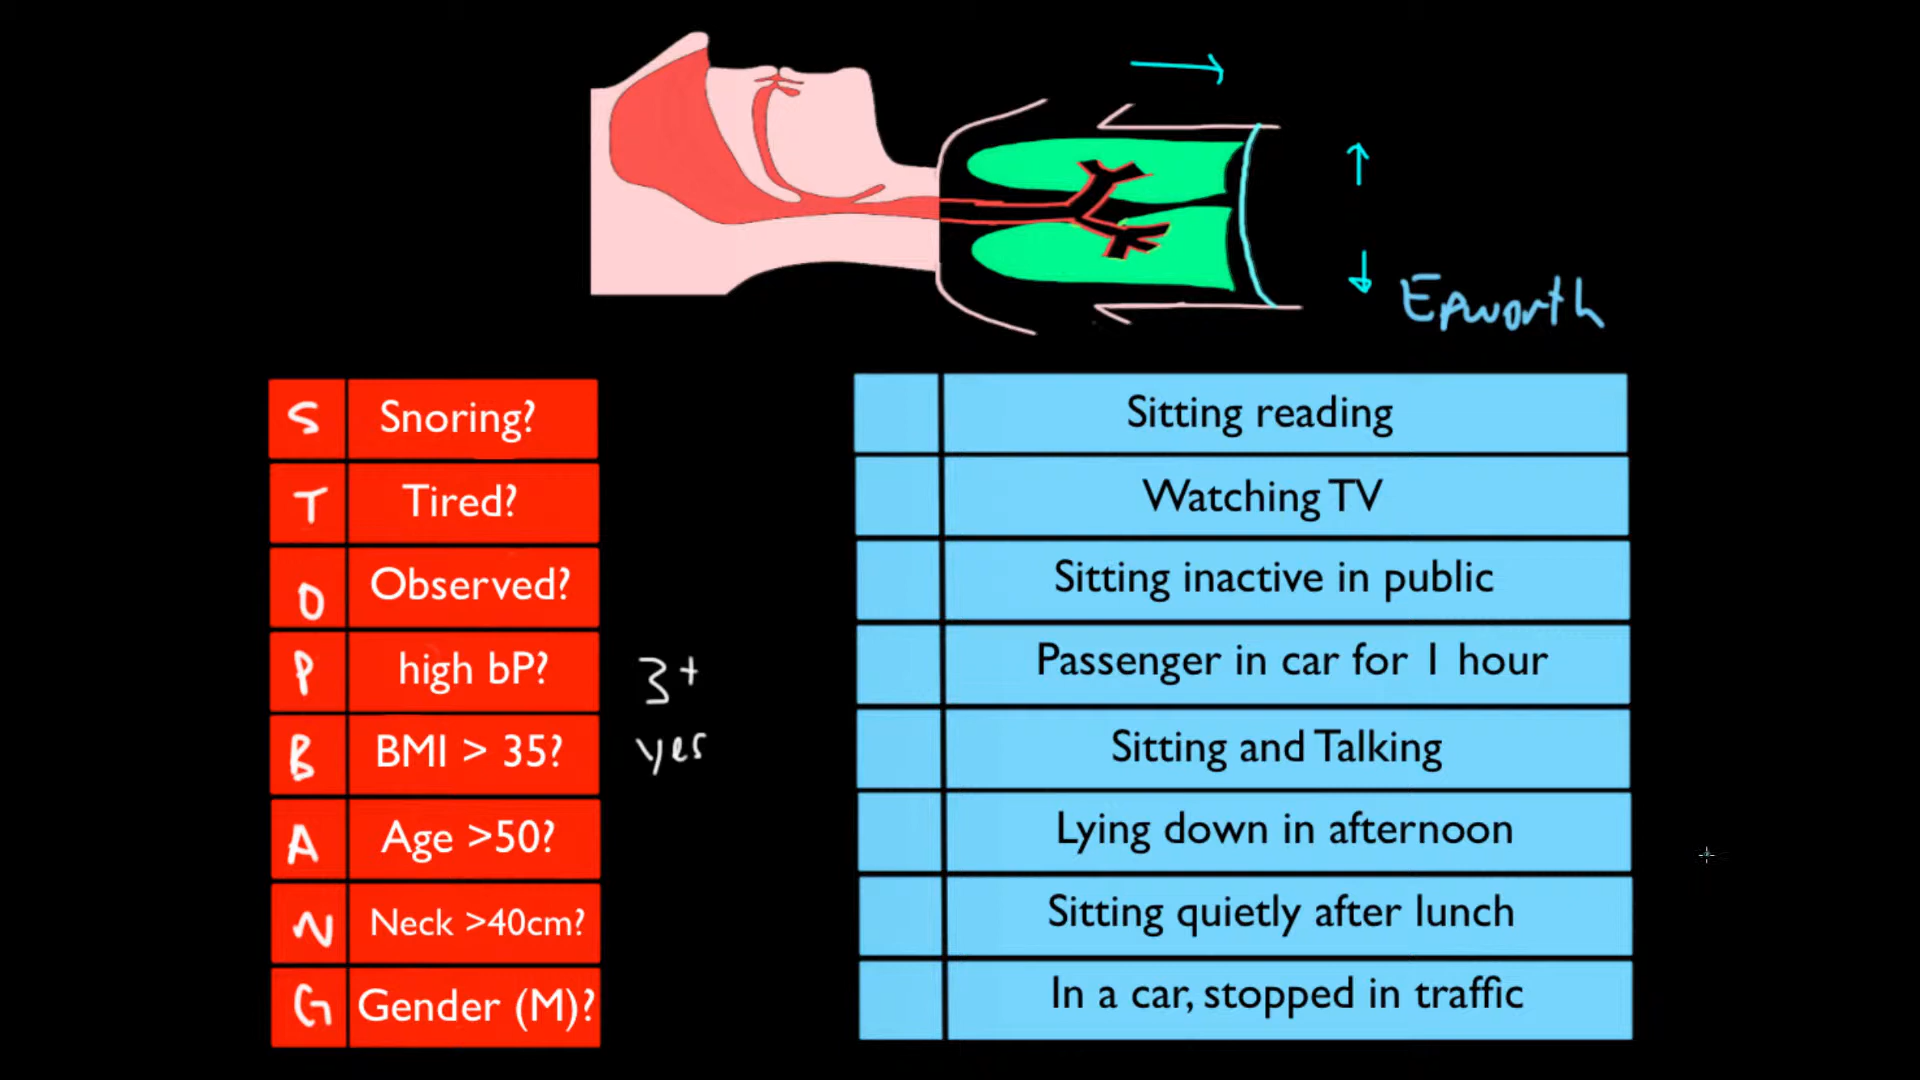 Epworth
S Snoring?
T Tired?
O Observed?
P high bP?
B BMI > 35?
A Age >50?
N Neck >40cm?
G Gender (M)?
3+
yes
Sitting reading
Watching TV
Sitting inactive in public
Passenger in car for 1 hour
Sitting and Talking
Lying down in afternoon
Sitting quietly after lunch
In a car, stopped in traffic